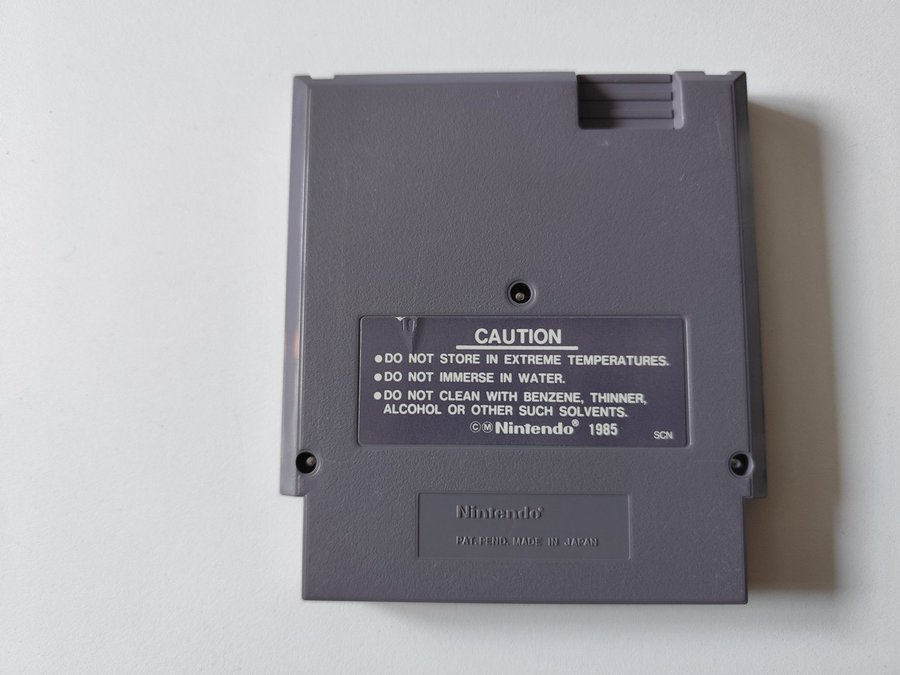 CAUTION
●DO NOT STORE IN EXTREME TEMPERATURES.
●DO NOT IMMERSE IN WATER.
●DO NOT CLEAN WITH BENZENE, THINNER,
ALCOHOL OR OTHER SUCH SOLVENTS.
ⒸⓂNintendo® 1985 SCN
Nintendo®
PAT. PEND. MADE IN JAPAN